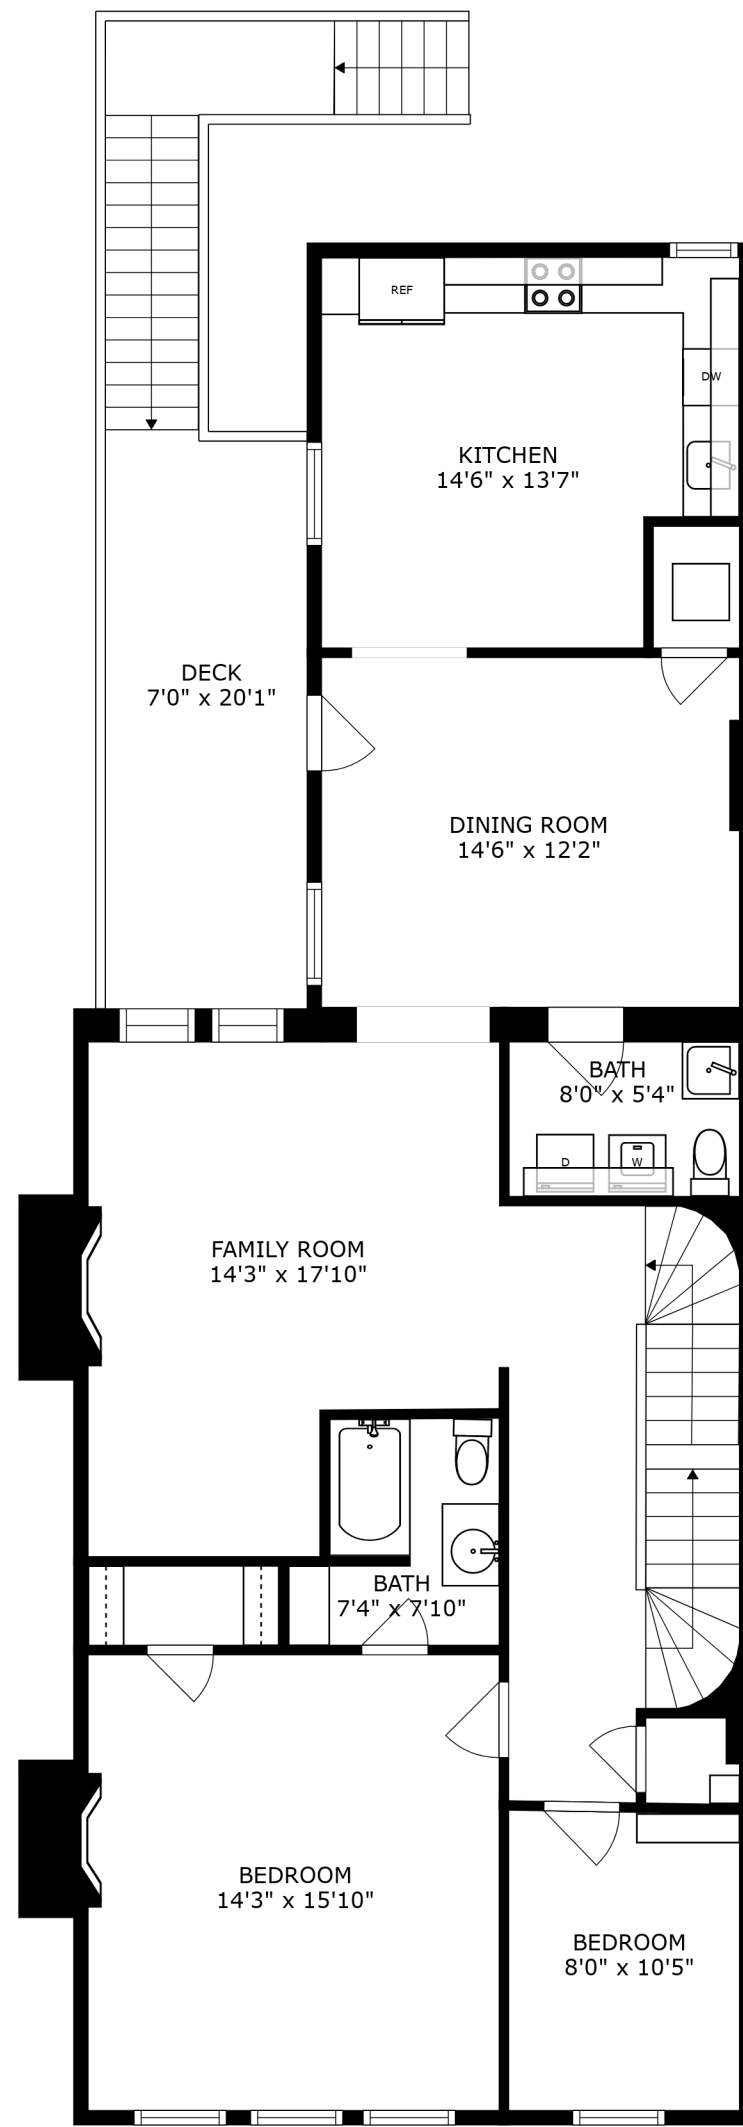 REF
DW
KITCHEN
14'6" x 13'7"
DECK
7'0" x 20'1"
DINING ROOM
14'6" x 12'2"
BATH
8'0" x 5'4"
D
W
FAMILY ROOM
14'3" x 17'10"
BATH
7'4" x 7'10"
BEDROOM
14'3" x 15'10"
BEDROOM
8'0" x 10'5"